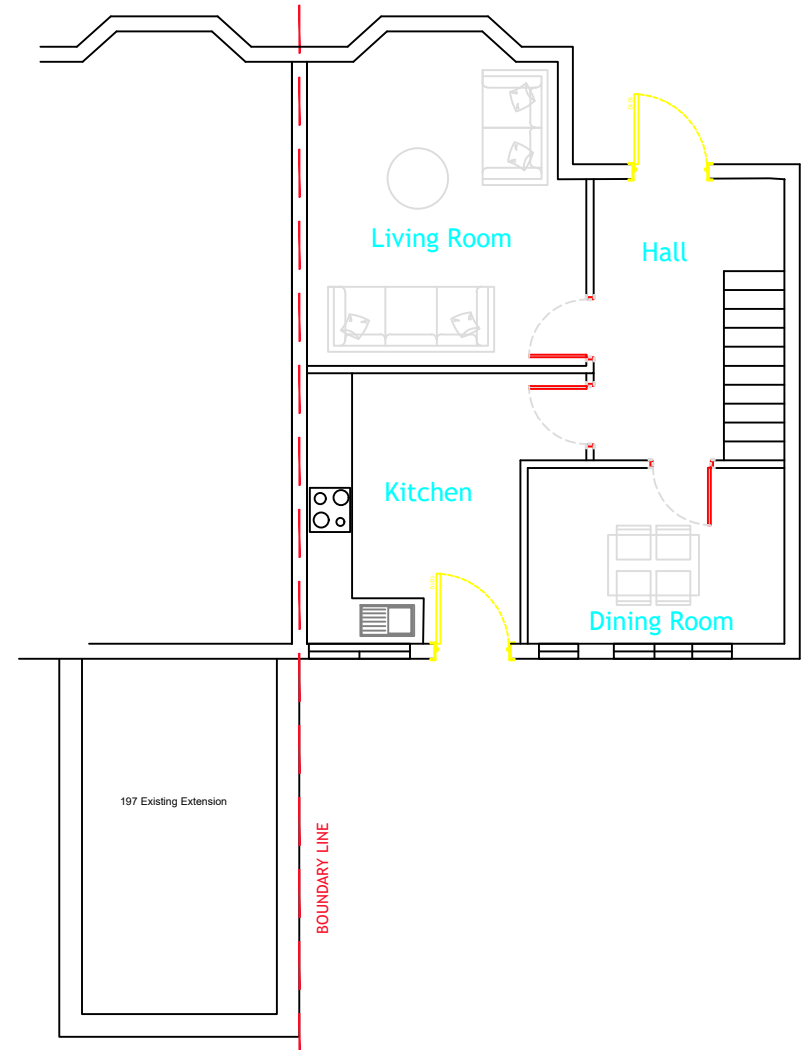 Living Room
Hall
Kitchen
Dining Room
197 Existing Extension
BOUNDARY LINE